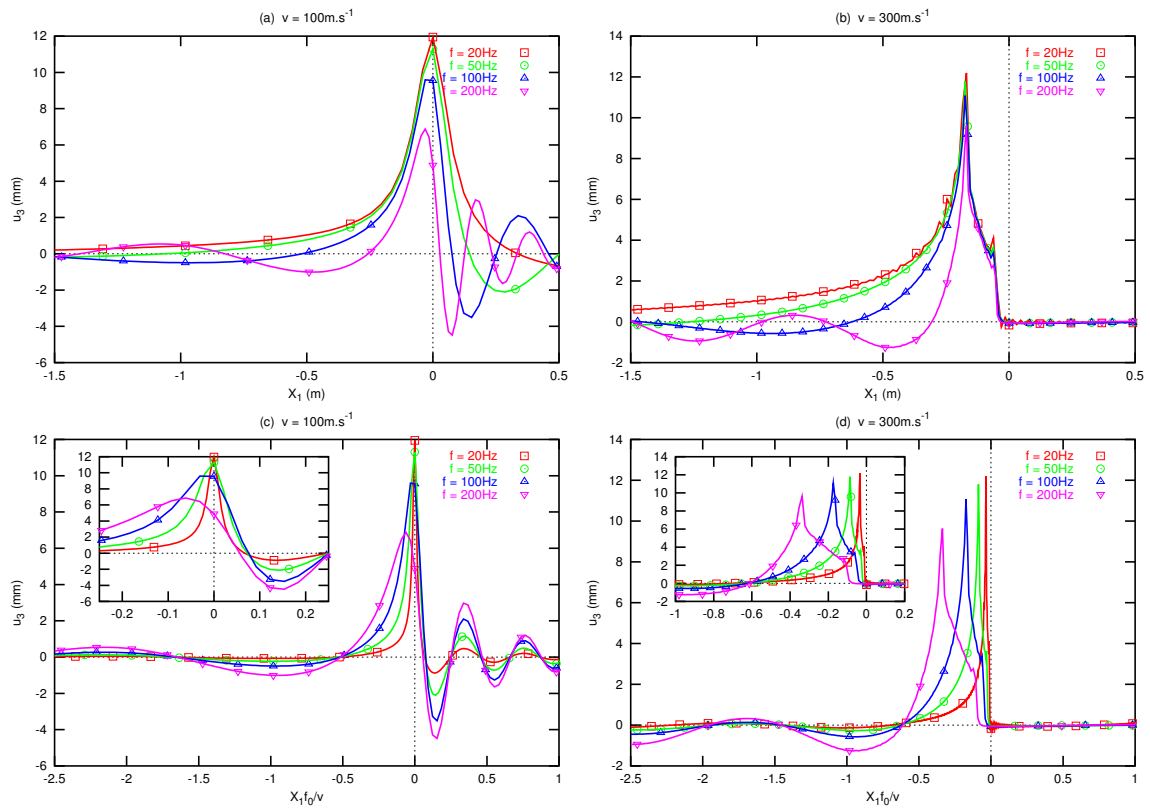 (a) v = 100m.s⁻¹
f = 20Hz
f = 50Hz
f = 100Hz
f = 200Hz
u₃ (mm)
12
10
8
6
4
2
0
-2
-4
-6
-1.5 -1 -0.5 0 0.5
X₁ (m)
(b) v = 300m.s⁻¹
f = 20Hz
f = 50Hz
f = 100Hz
f = 200Hz
u₃ (mm)
14
12
10
8
6
4
2
0
-2
-1.5 -1 -0.5 0 0.5
X₁ (m)
(c) v = 100m.s⁻¹
f = 20Hz
f = 50Hz
f = 100Hz
f = 200Hz
u₃ (mm)
12
10
8
6
4
2
0
-2
-4
-6
-2.5 -2 -1.5 -1 -0.5 0 0.5 1
X₁f₀/v
12
10
8
6
4
2
0
-2
-4
-6
-0.2 -0.1 0 0.1 0.2
(d) v = 300m.s⁻¹
f = 20Hz
f = 50Hz
f = 100Hz
f = 200Hz
u₃ (mm)
14
12
10
8
6
4
2
0
-2
-2.5 -2 -1.5 -1 -0.5 0 0.5 1
X₁f₀/v
14
12
10
8
6
4
2
0
-2
-1 -0.8 -0.6 -0.4 -0.2 0 0.2